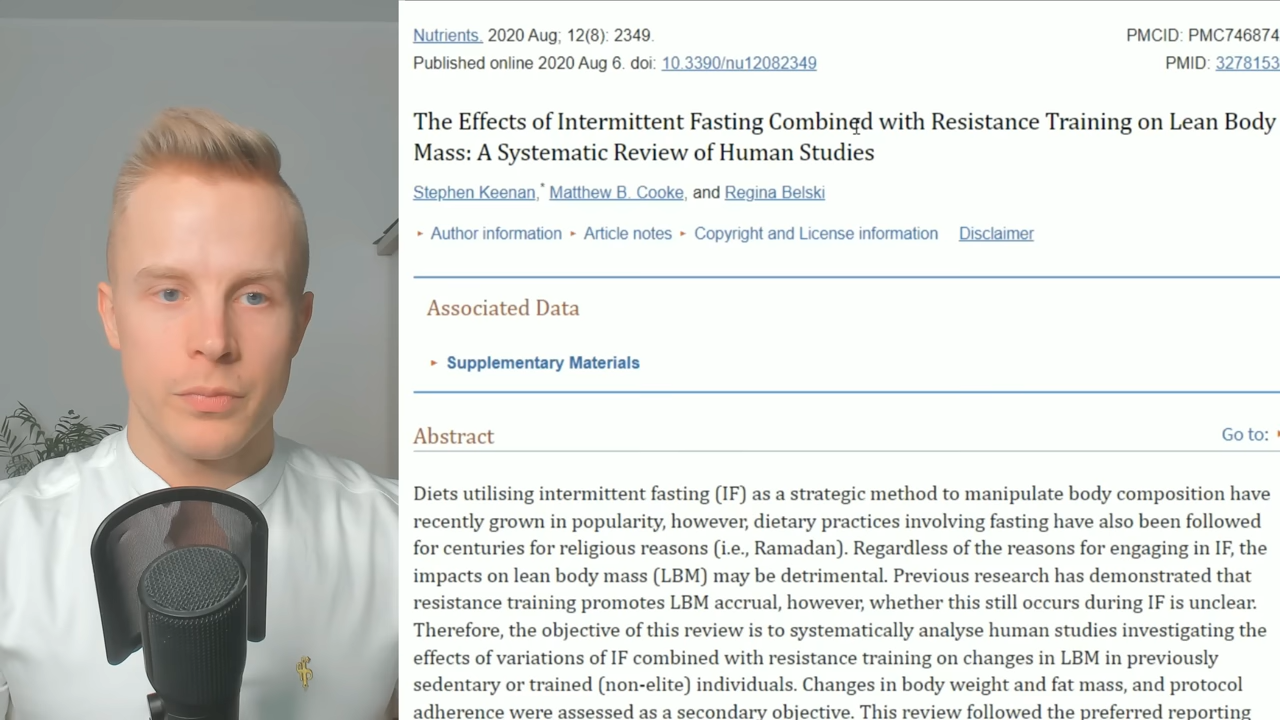 Nutrients. 2020 Aug; 12(8): 2349.
PMCID: PMC746874
Published online 2020 Aug 6. doi: 10.3390/nu12082349
PMID: 3278153
The Effects of Intermittent Fasting Combined with Resistance Training on Lean Body
Mass: A Systematic Review of Human Studies
Stephen Keenan,* Matthew B. Cooke, and Regina Belski
▸ Author information ▸ Article notes ▸ Copyright and License information Disclaimer
Associated Data
▸ Supplementary Materials
Abstract
Go to:
Diets utilising intermittent fasting (IF) as a strategic method to manipulate body composition have
recently grown in popularity, however, dietary practices involving fasting have also been followed
for centuries for religious reasons (i.e., Ramadan). Regardless of the reasons for engaging in IF, the
impacts on lean body mass (LBM) may be detrimental. Previous research has demonstrated that
resistance training promotes LBM accrual, however, whether this still occurs during IF is unclear.
Therefore, the objective of this review is to systematically analyse human studies investigating the
effects of variations of IF combined with resistance training on changes in LBM in previously
sedentary or trained (non-elite) individuals. Changes in body weight and fat mass, and protocol
adherence were assessed as a secondary objective. This review followed the preferred reporting